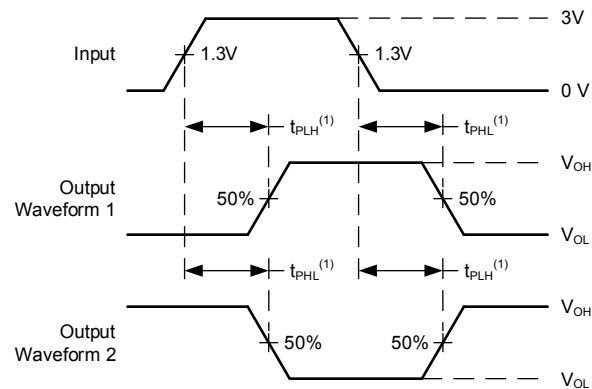 3V
Input
1.3V
1.3V
0 V
tPLH(1)
tPHL(1)
VOH
Output
Waveform 1
50%
50%
VOL
tPHL(1)
tPLH(1)
VOH
Output
Waveform 2
50%
50%
VOL